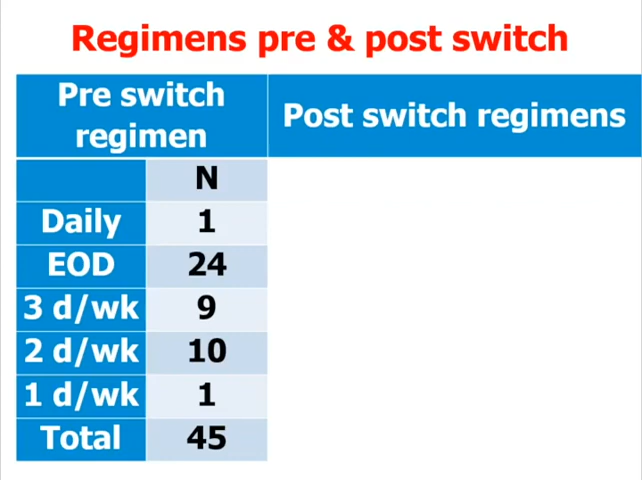 Regimens pre & post switch
Pre switch
regimen
Post switch regimens
N
Daily 1
EOD 24
3 d/wk 9
2 d/wk 10
1 d/wk 1
Total 45